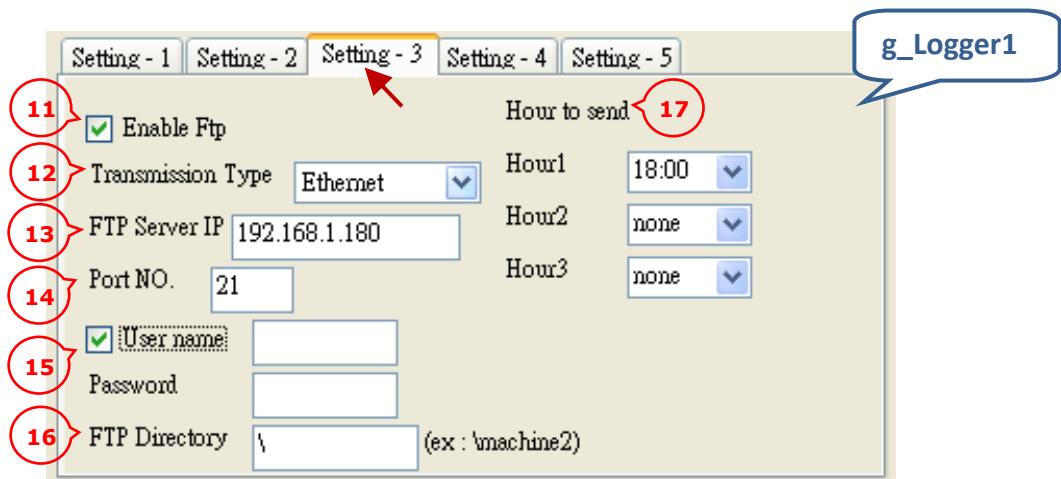 g_Logger1
Setting - 1 Setting - 2 Setting - 3 Setting - 4 Setting - 5
11 Enable Ftp
12 Transmission Type Ethernet
13 FTP Server IP 192.168.1.180
14 Port NO. 21
15 User name
Password
16 FTP Directory \ (ex : \machine2)
Hour to send 17
Hour1 18:00
Hour2 none
Hour3 none